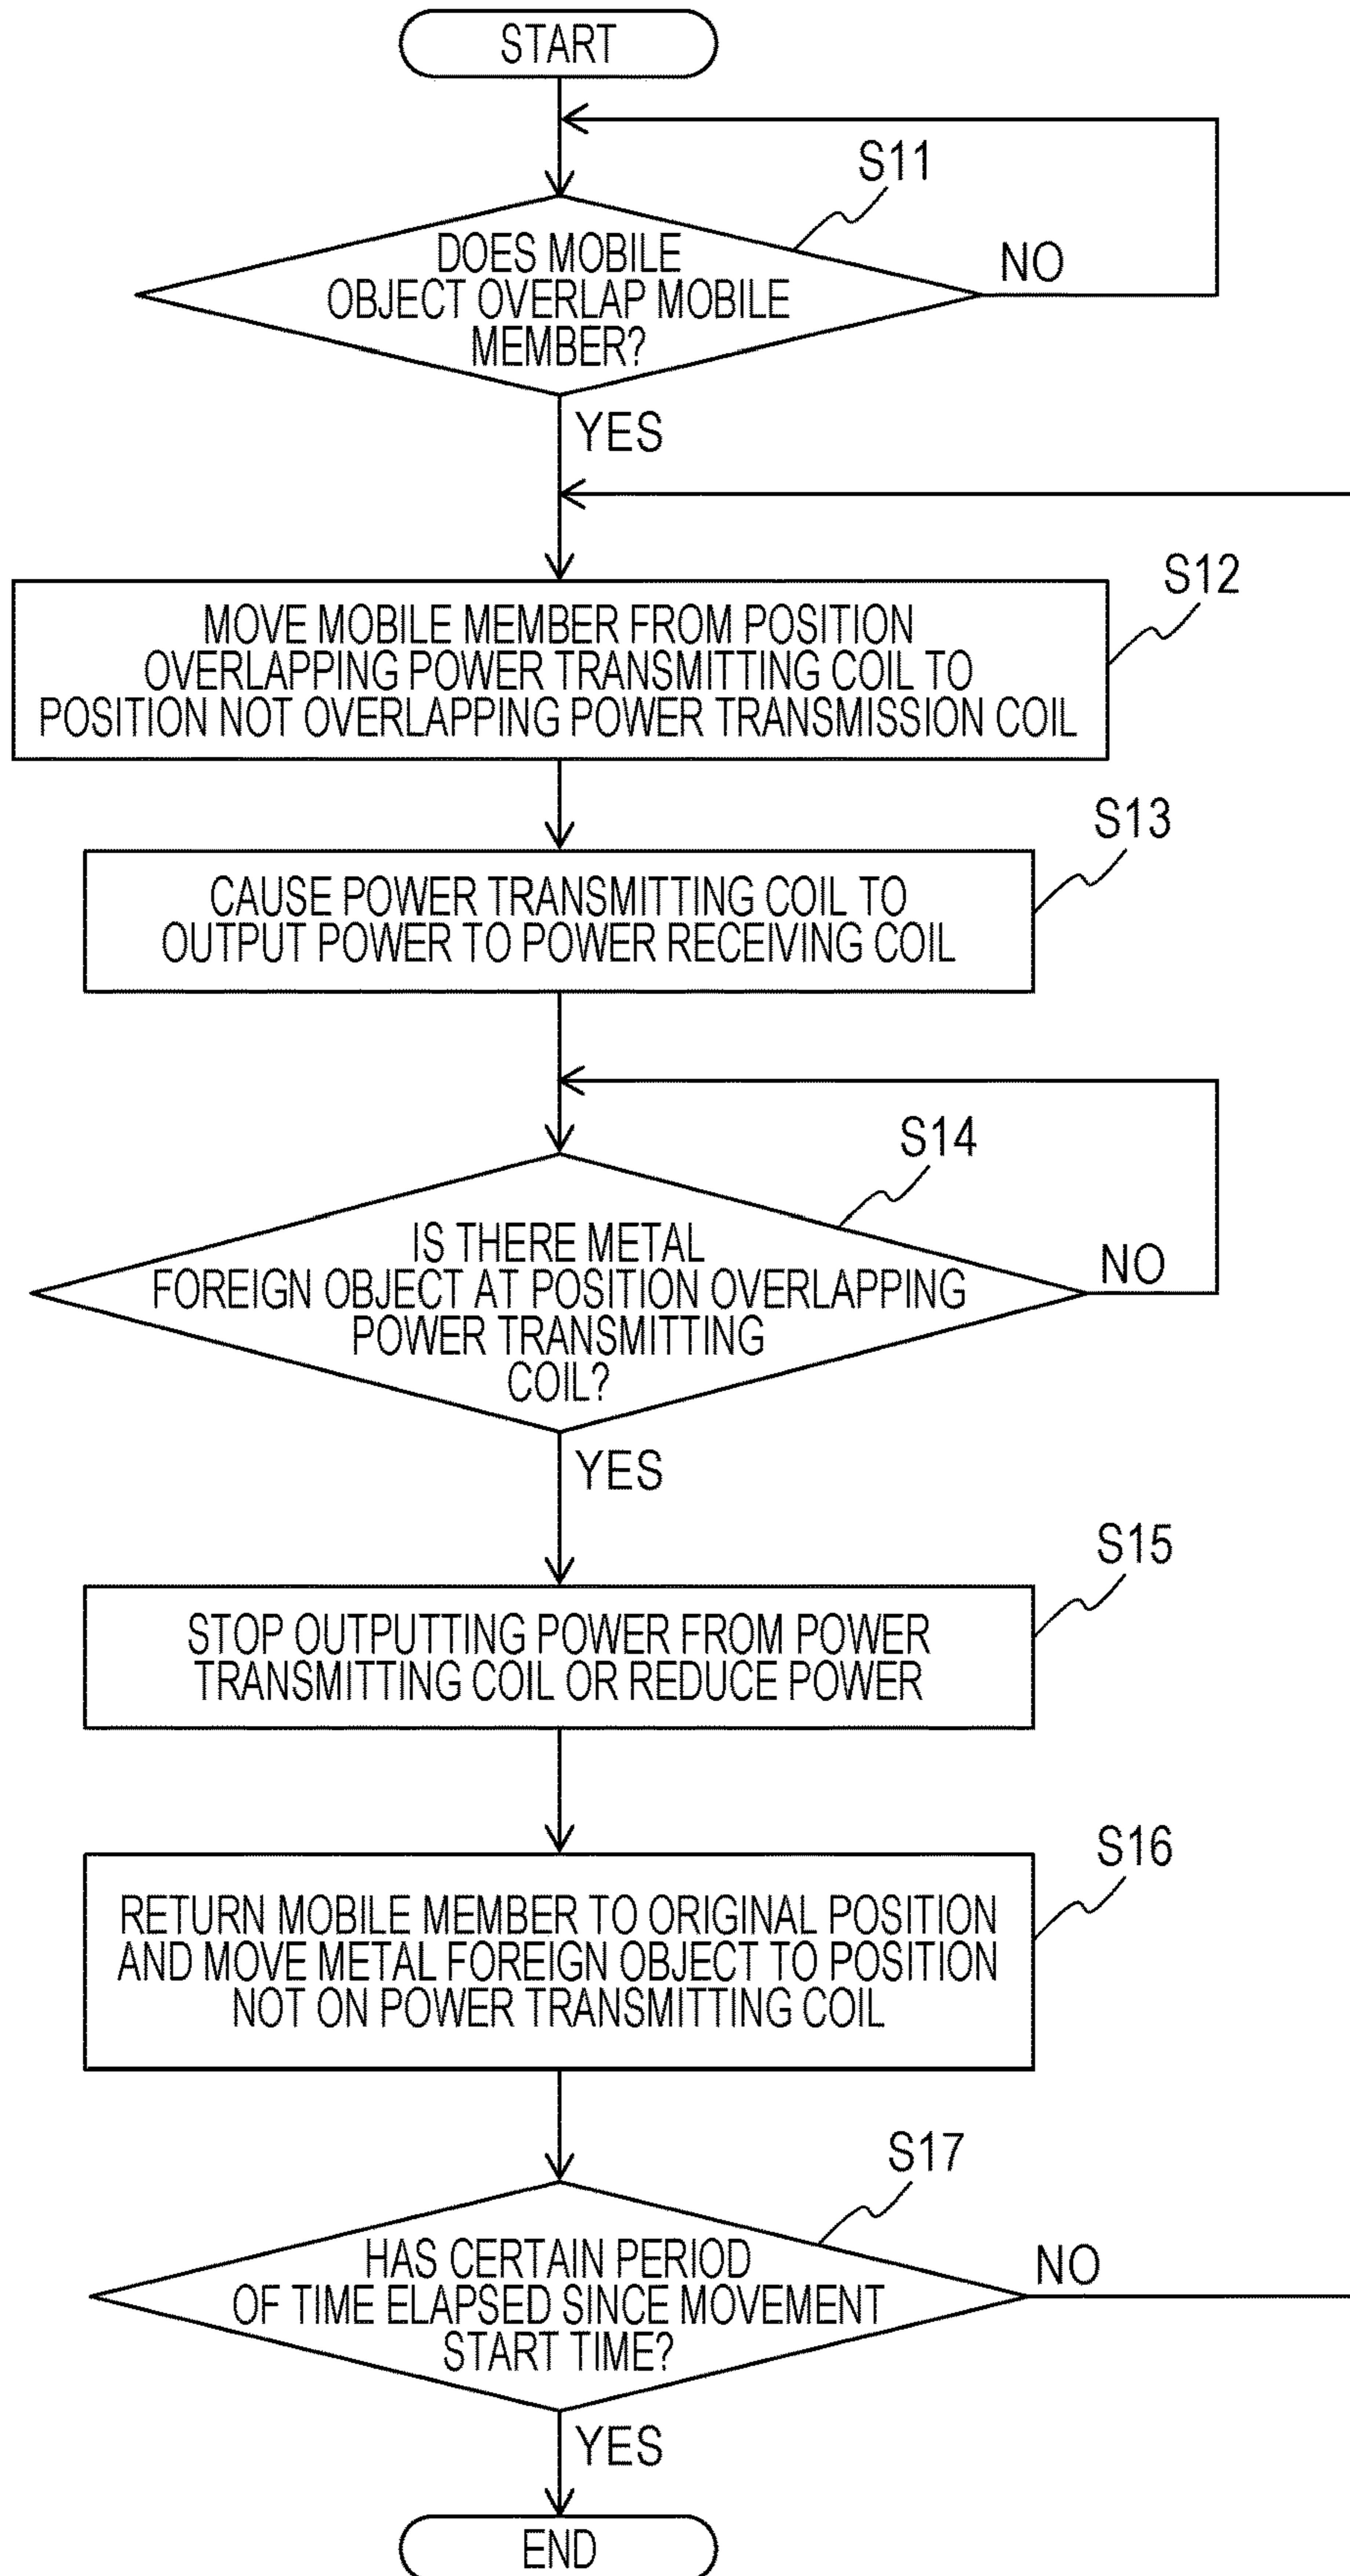 START
S11
DOES MOBILE
OBJECT OVERLAP MOBILE
MEMBER?
NO
YES
S12
MOVE MOBILE MEMBER FROM POSITION
OVERLAPPING POWER TRANSMITTING COIL TO
POSITION NOT OVERLAPPING POWER TRANSMISSION COIL
S13
CAUSE POWER TRANSMITTING COIL TO
OUTPUT POWER TO POWER RECEIVING COIL
S14
IS THERE METAL
FOREIGN OBJECT AT POSITION OVERLAPPING
POWER TRANSMITTING
COIL?
NO
YES
S15
STOP OUTPUTTING POWER FROM POWER
TRANSMITTING COIL OR REDUCE POWER
S16
RETURN MOBILE MEMBER TO ORIGINAL POSITION
AND MOVE METAL FOREIGN OBJECT TO POSITION
NOT ON POWER TRANSMITTING COIL
S17
HAS CERTAIN PERIOD
OF TIME ELAPSED SINCE MOVEMENT
START TIME?
NO
YES
END